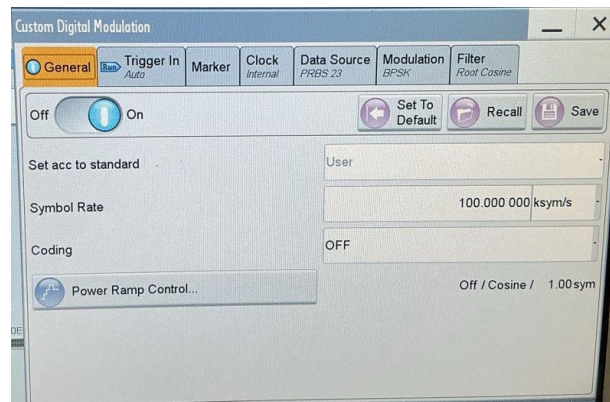 Custom Digital Modulation
General
Run
Trigger In
Auto
Marker
Clock
Internal
Data Source
PRBS 23
Modulation
BPSK
Filter
Root Cosine
Off
On
Set To
Default
Recall
Save
Set acc to standard
User
Symbol Rate
100.000 000 ksym/s
Coding
OFF
Power Ramp Control...
Off / Cosine / 1.00 sym
DE